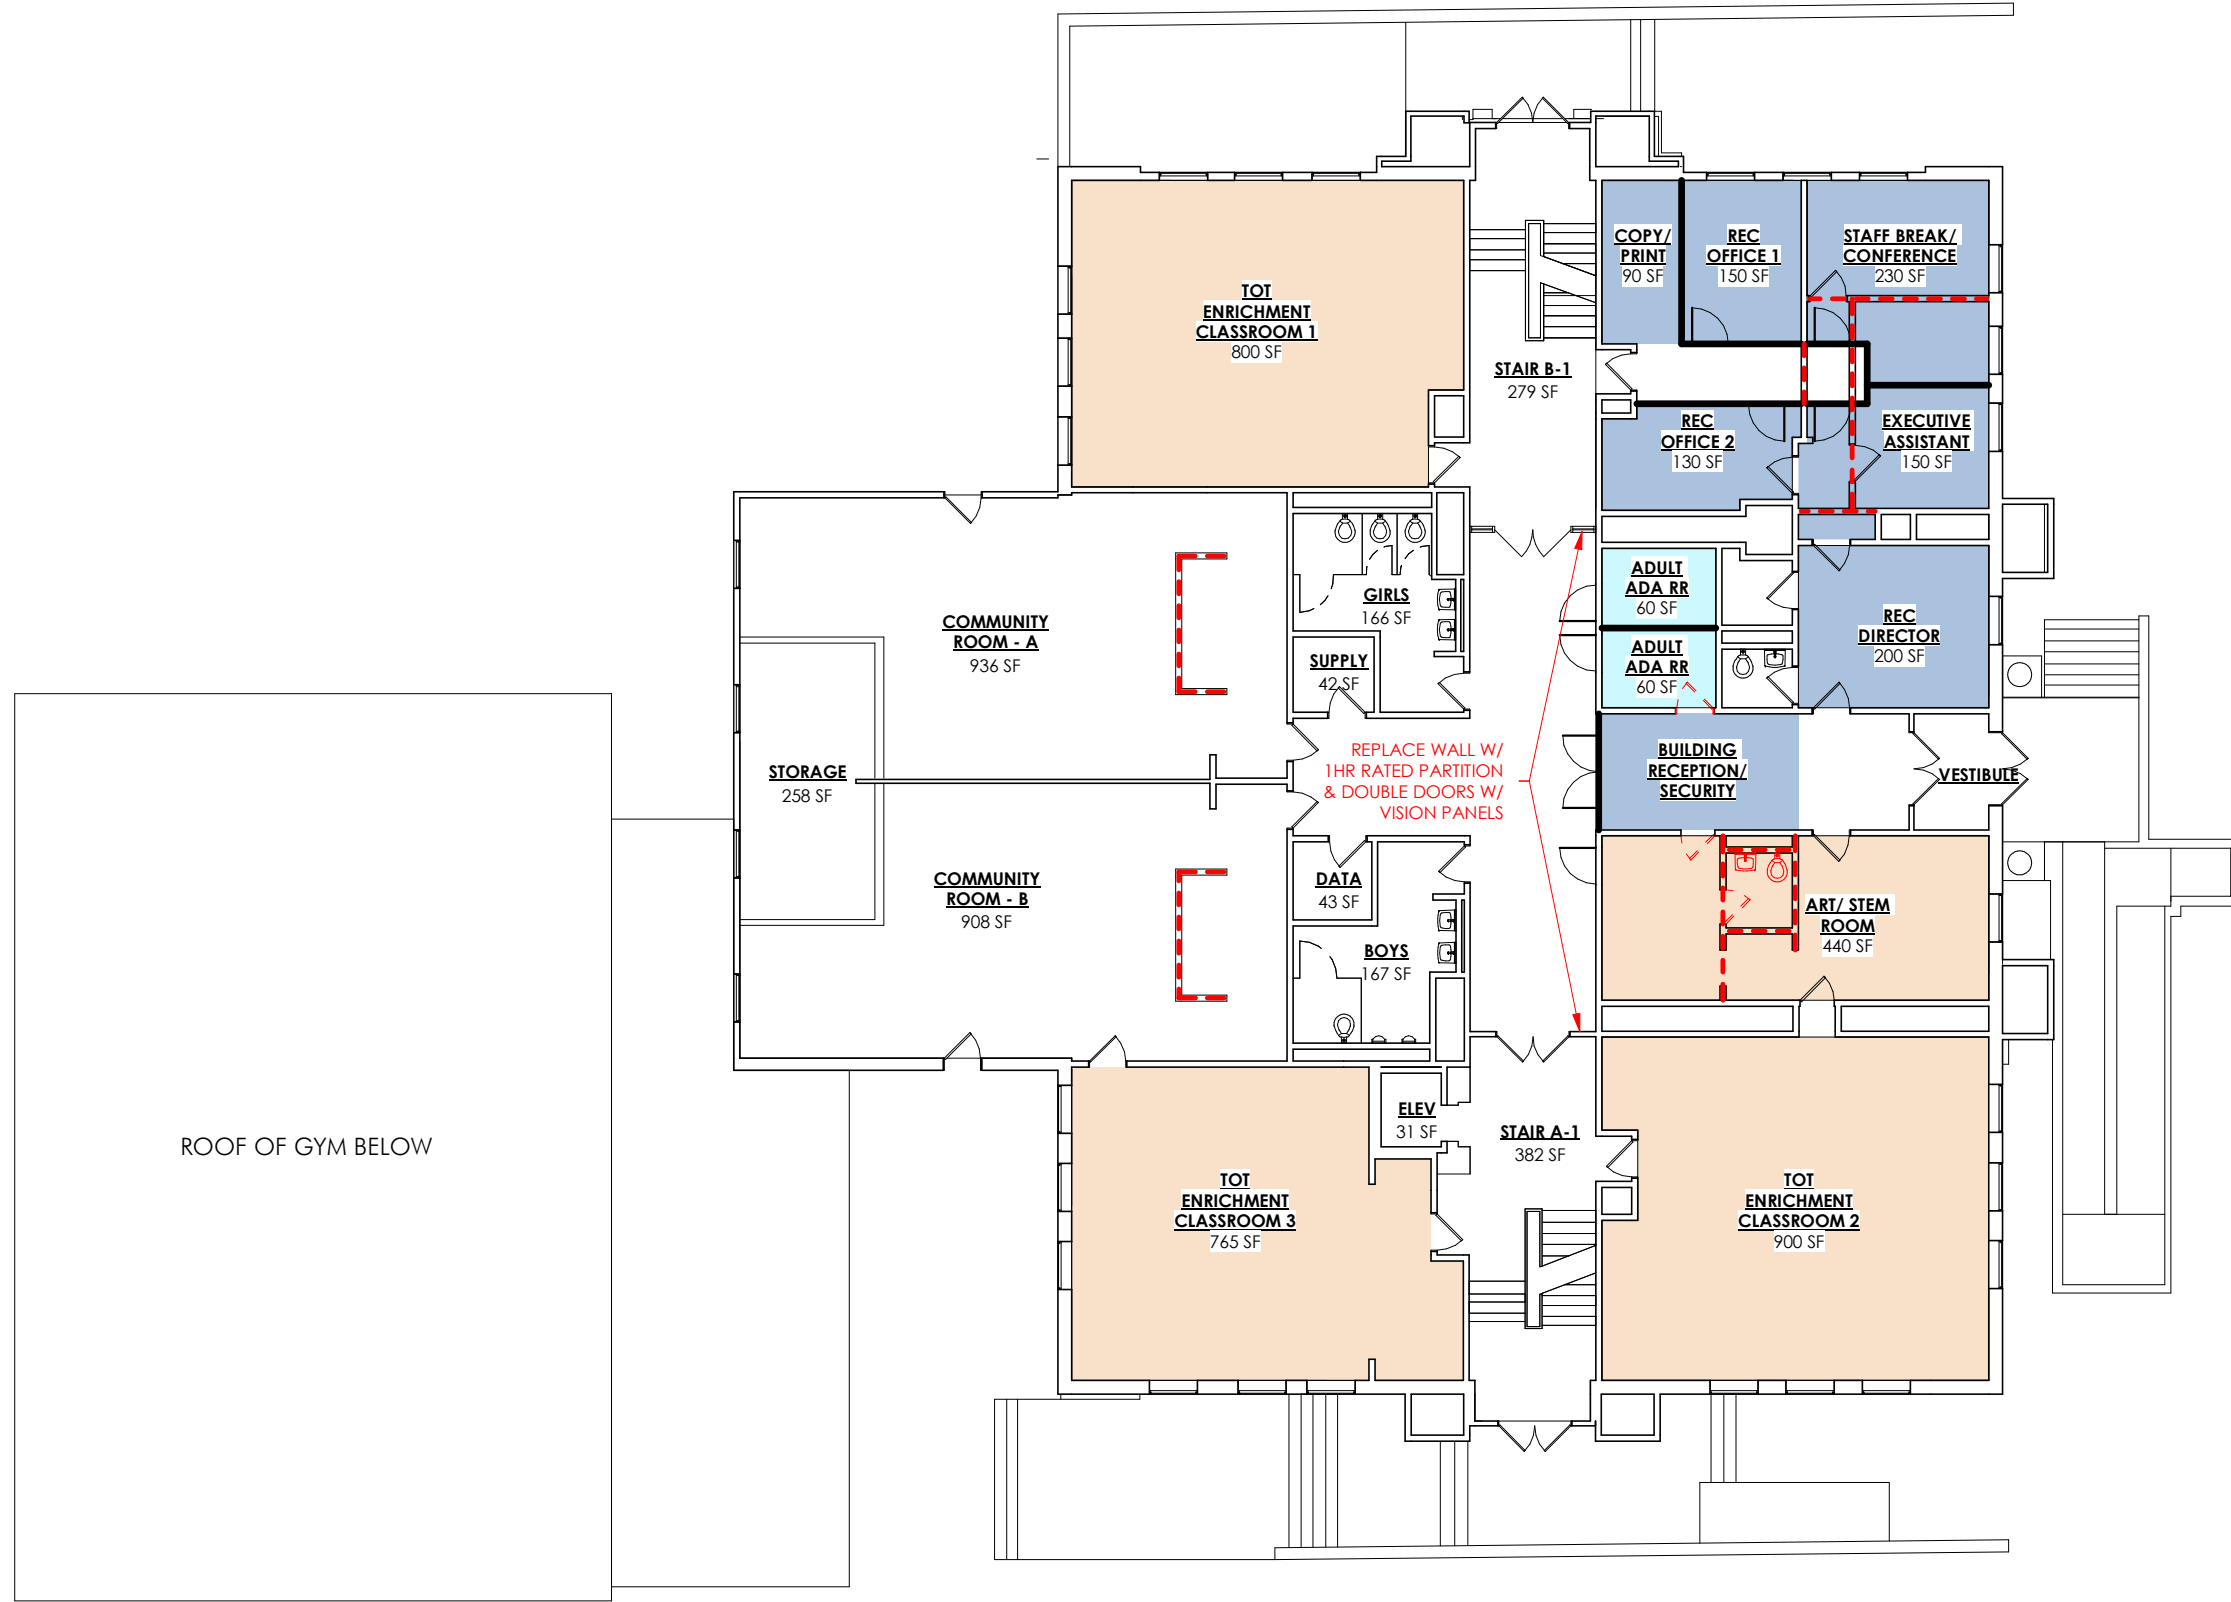 COPY/
PRINT
90 SF
REC
OFFICE 1
150 SF
STAFF BREAK/
CONFERENCE
230 SF
TOT
ENRICHMENT
CLASSROOM 1
800 SF
STAIR B-1
279 SF
REC
OFFICE 2
130 SF
EXECUTIVE
ASSISTANT
150 SF
ADULT
ADA RR
60 SF
GIRLS
166 SF
COMMUNITY
ROOM - A
936 SF
REC
DIRECTOR
200 SF
SUPPLY
42 SF
ADULT
ADA RR
60 SF
REPLACE WALL W/
1HR RATED PARTITION
& DOUBLE DOORS W/
VISION PANELS
BUILDING
RECEPTION/
SECURITY
VESTIBULE
STORAGE
258 SF
COMMUNITY
ROOM - B
908 SF
DATA
43 SF
ART/ STEM
ROOM
440 SF
BOYS
167 SF
ELEV
31 SF
STAIR A-1
382 SF
ROOF OF GYM BELOW
TOT
ENRICHMENT
CLASSROOM 3
765 SF
TOT
ENRICHMENT
CLASSROOM 2
900 SF